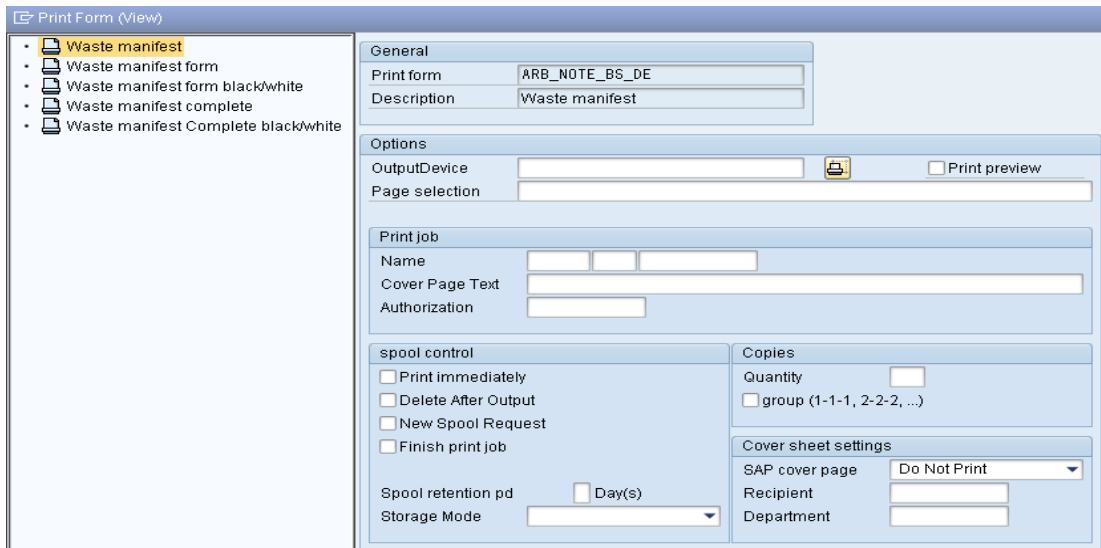 Print Form (View)
Waste manifest
Waste manifest form
Waste manifest form black/white
Waste manifest complete
Waste manifest Complete black/white
General
Print form ARB_NOTE_BS_DE
Description Waste manifest
Options
OutputDevice Print preview
Page selection
Print job
Name
Cover Page Text
Authorization
spool control
Print immediately
Delete After Output
New Spool Request
Finish print job
Spool retention pd Day(s)
Storage Mode
Copies
Quantity
group (1-1-1, 2-2-2, ...)
Cover sheet settings
SAP cover page Do Not Print
Recipient
Department